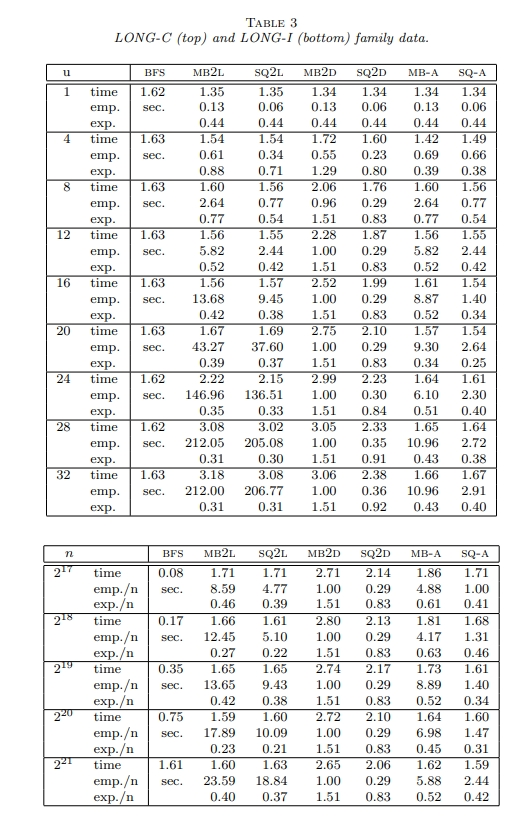 TABLE 3
LONG-C (top) and LONG-I (bottom) family data.
u BFS MB2L SQ2L MB2D SQ2D MB-A SQ-A
1 time 1.62 1.35 1.35 1.34 1.34 1.34 1.34
emp. sec. 0.13 0.06 0.13 0.06 0.13 0.06
exp. 0.44 0.44 0.44 0.44 0.44 0.44
4 time 1.63 1.54 1.54 1.72 1.60 1.42 1.49
emp. sec. 0.61 0.34 0.55 0.23 0.69 0.66
exp. 0.88 0.71 1.29 0.80 0.39 0.38
8 time 1.63 1.60 1.56 2.06 1.76 1.60 1.56
emp. sec. 2.64 0.77 0.96 0.29 2.64 0.77
exp. 0.77 0.54 1.51 0.83 0.77 0.54
12 time 1.63 1.56 1.55 2.28 1.87 1.56 1.55
emp. sec. 5.82 2.44 1.00 0.29 5.82 2.44
exp. 0.52 0.42 1.51 0.83 0.52 0.42
16 time 1.63 1.56 1.57 2.52 1.99 1.61 1.54
emp. sec. 13.68 9.45 1.00 0.29 8.87 1.40
exp. 0.42 0.38 1.51 0.83 0.52 0.34
20 time 1.63 1.67 1.69 2.75 2.10 1.57 1.54
emp. sec. 43.27 37.60 1.00 0.29 9.30 2.64
exp. 0.39 0.37 1.51 0.83 0.34 0.25
24 time 1.62 2.22 2.15 2.99 2.23 1.64 1.61
emp. sec. 146.96 136.51 1.00 0.30 6.10 2.30
exp. 0.35 0.33 1.51 0.84 0.51 0.40
28 time 1.62 3.08 3.02 3.05 2.33 1.65 1.64
emp. sec. 212.05 205.08 1.00 0.35 10.96 2.72
exp. 0.31 0.30 1.51 0.91 0.43 0.38
32 time 1.63 3.18 3.08 3.06 2.38 1.66 1.67
emp. sec. 212.00 206.77 1.00 0.36 10.96 2.91
exp. 0.31 0.31 1.51 0.92 0.43 0.40
n BFS MB2L SQ2L MB2D SQ2D MB-A SQ-A
2^17 time 0.08 1.71 1.71 2.71 2.14 1.86 1.71
emp./n sec. 8.59 4.77 1.00 0.29 4.88 1.00
exp./n 0.46 0.39 1.51 0.83 0.61 0.41
2^18 time 0.17 1.66 1.61 2.80 2.13 1.81 1.68
emp./n sec. 12.45 5.10 1.00 0.29 4.17 1.31
exp./n 0.27 0.22 1.51 0.83 0.63 0.46
2^19 time 0.35 1.65 1.65 2.74 2.17 1.73 1.61
emp./n sec. 13.65 9.43 1.00 0.29 8.89 1.40
exp./n 0.42 0.38 1.51 0.83 0.52 0.34
2^20 time 0.75 1.59 1.60 2.72 2.10 1.64 1.60
emp./n sec. 17.89 10.09 1.00 0.29 6.98 1.47
exp./n 0.23 0.21 1.51 0.83 0.45 0.31
2^21 time 1.61 1.60 1.63 2.65 2.06 1.62 1.59
emp./n sec. 23.59 18.84 1.00 0.29 5.88 2.44
exp./n 0.40 0.37 1.51 0.83 0.52 0.42